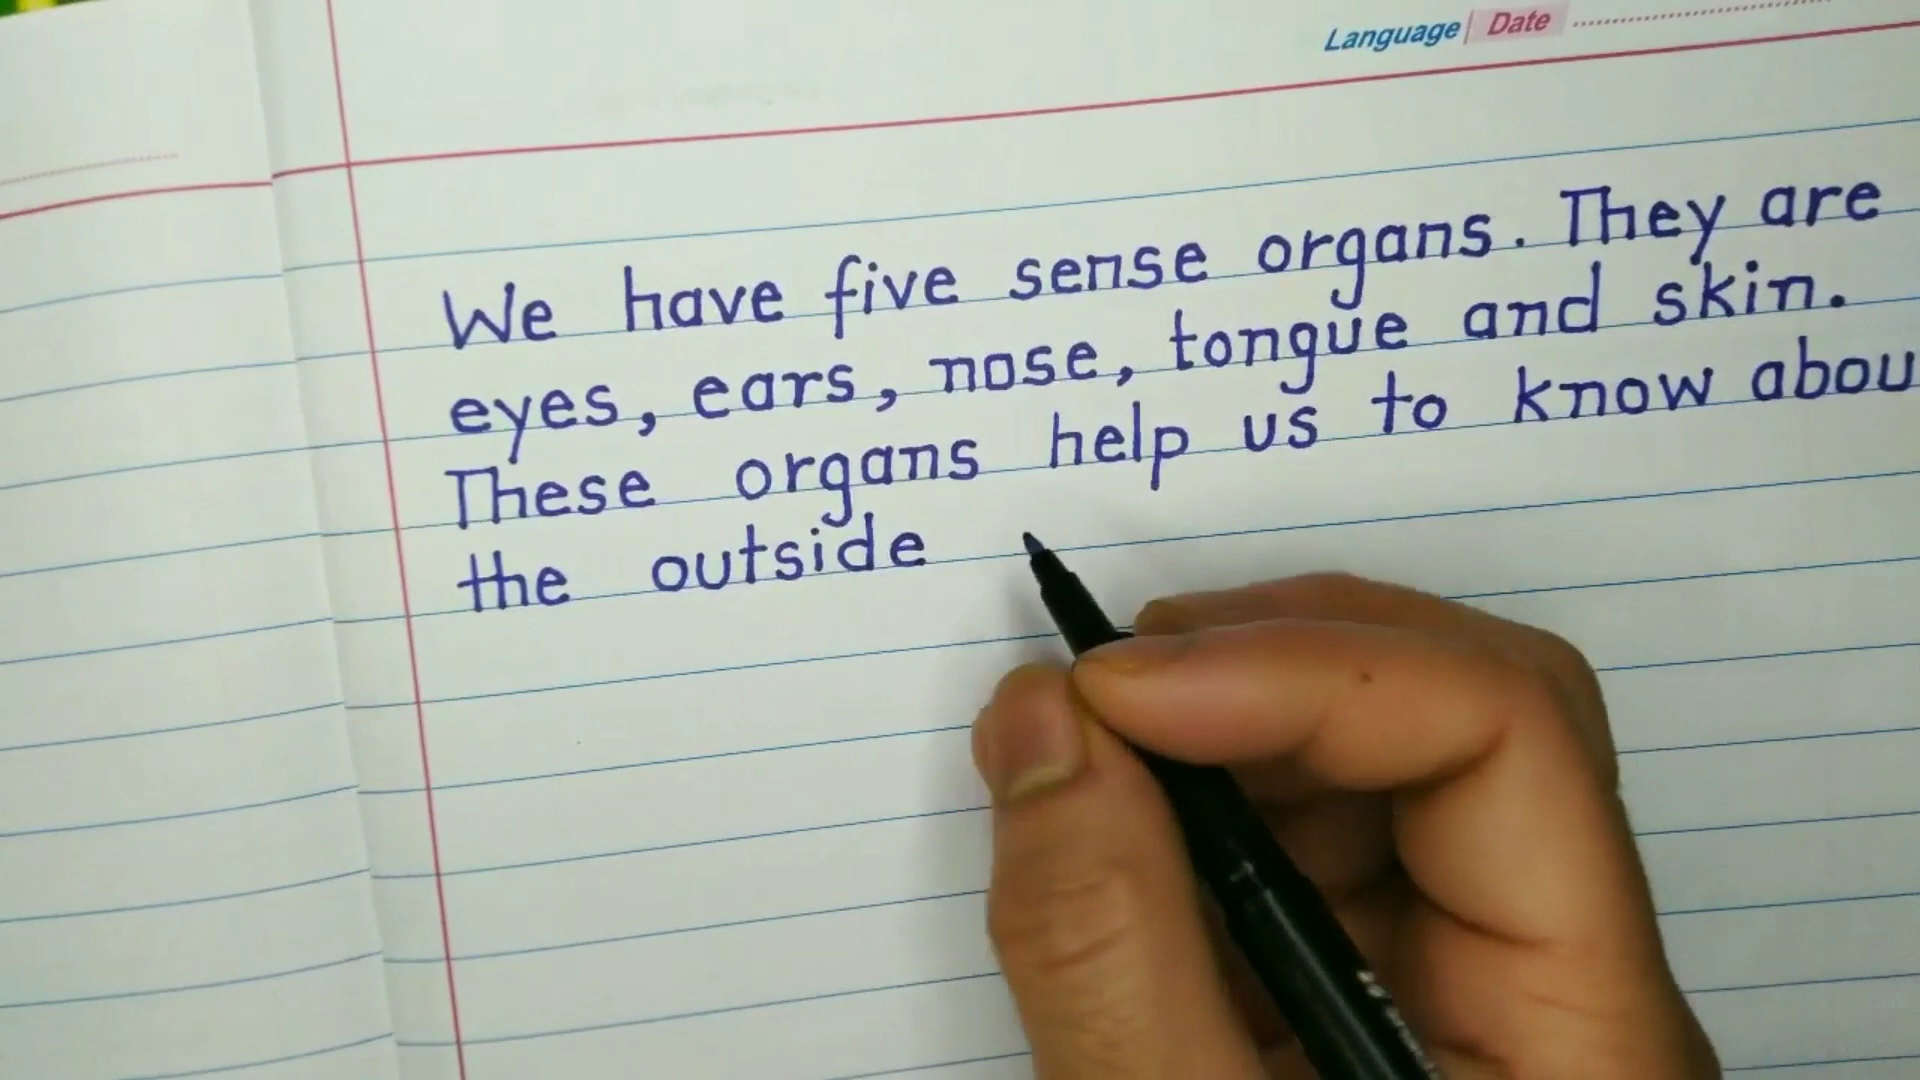 Language | Date
We have five sense organs. They are
eyes, ears, nose, tongue and skin.
These organs help us to know abou
the outside